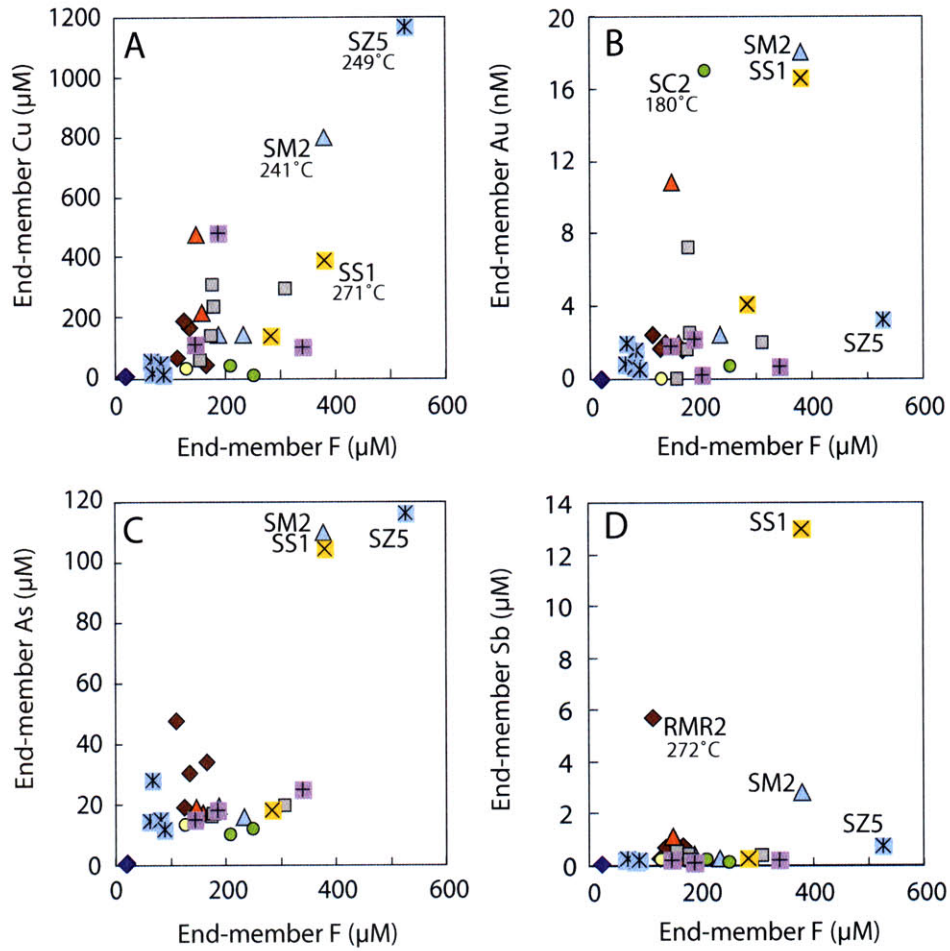 A
End-member Cu (μM)
1200
1000
800
600
400
200
0
SZ5
249˚C
SM2
241˚C
SS1
271˚C
0 200 400 600
End-member F (μM)
B
End-member Au (nM)
20
16
12
8
4
0
SM2
SS1
SC2
180˚C
SZ5
0 200 400 600
End-member F (μM)
C
End-member As (μM)
120
100
80
60
40
20
0
SM2
SS1
SZ5
0 200 400 600
End-member F (μM)
D
End-member Sb (μM)
14
12
10
8
6
4
2
0
SS1
RMR2
272˚C
SM2
SZ5
0 200 400 600
End-member F (μM)